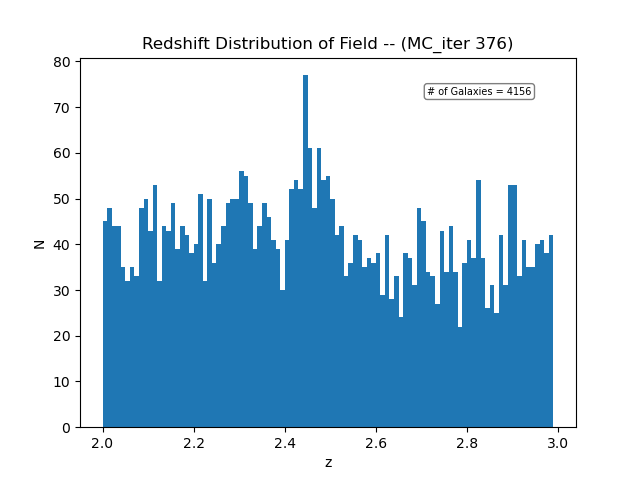 Redshift Distribution of Field -- (MC_iter 376)
# of Galaxies = 4156
80
70
60
50
40
30
20
10
0
N
2.0 2.2 2.4 2.6 2.8 3.0
z